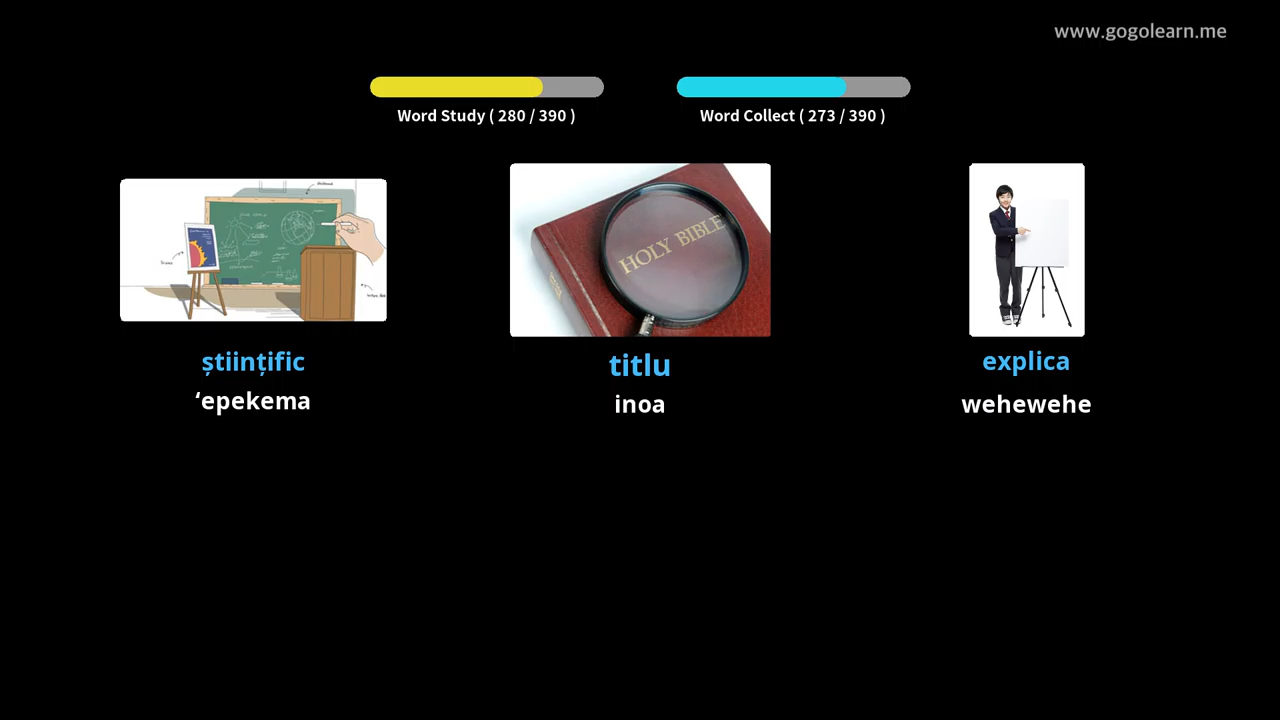 www.gogolearn.me
Word Study ( 280 / 390 )
Word Collect ( 273 / 390 )
HOLY BIBLE
științific
titlu
explica
ʻepekema
inoa
wehewehe